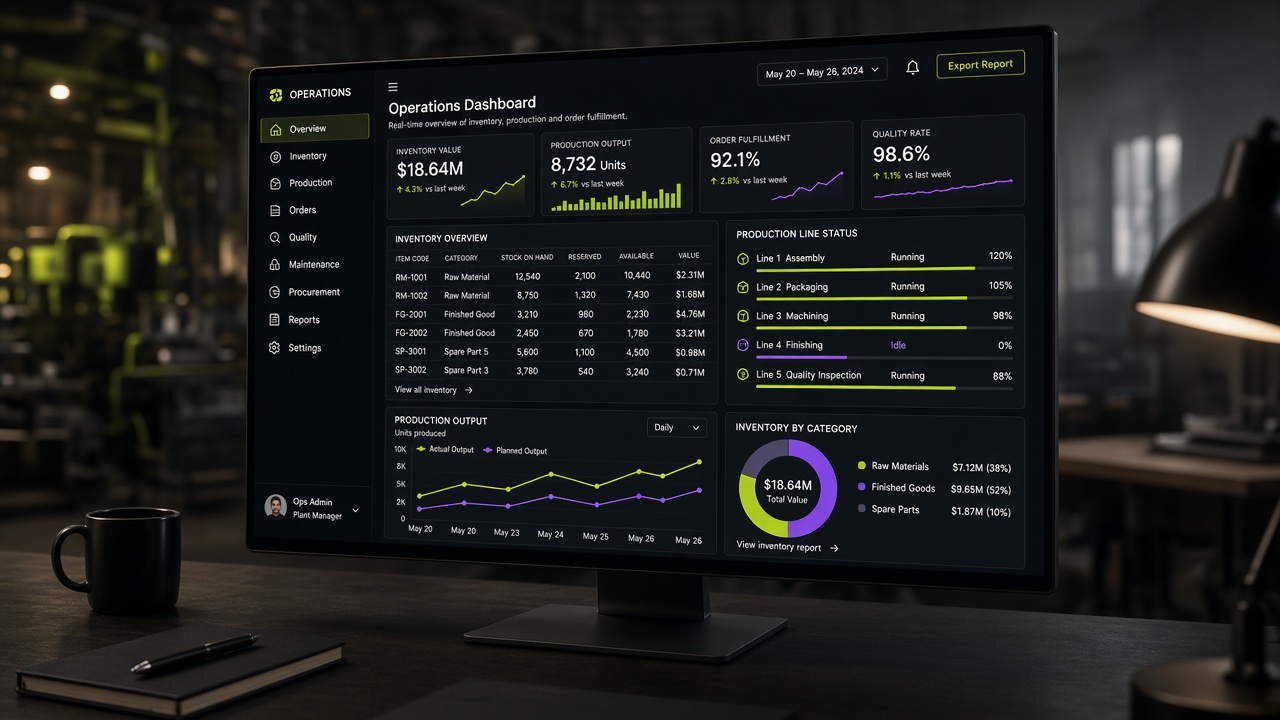 OPERATIONS
Overview
Inventory
Production
Orders
Quality
Maintenance
Procurement
Reports
Settings
Ops Admin
Plant Manager
May 20 – May 26, 2024
Export Report
Operations Dashboard
Real-time overview of inventory, production and order fulfillment.
INVENTORY VALUE
$18.64M
↑ 4.3% vs last week
PRODUCTION OUTPUT
8,732 Units
↑ 6.7% vs last week
ORDER FULFILLMENT
92.1%
↑ 2.8% vs last week
QUALITY RATE
98.6%
↑ 1.1% vs last week
INVENTORY OVERVIEW
ITEM CODE CATEGORY STOCK ON HAND RESERVED AVAILABLE VALUE
RM-1001 Raw Material 12,540 2,100 10,440 $2.31M
RM-1002 Raw Material 8,750 1,320 7,430 $1.68M
FG-2001 Finished Good 3,210 980 2,230 $4.76M
FG-2002 Finished Good 2,450 670 1,780 $3.21M
SP-3001 Spare Part 5 5,600 1,100 4,500 $0.98M
SP-3002 Spare Part 3 3,780 540 3,240 $0.71M
View all inventory →
PRODUCTION LINE STATUS
Line 1 Assembly Running 120%
Line 2 Packaging Running 105%
Line 3 Machining Running 98%
Line 4 Finishing Idle 0%
Line 5 Quality Inspection Running 88%
PRODUCTION OUTPUT
Units produced
Daily
Actual Output Planned Output
10K
8K
5K
2K
0
May 20 May 20 May 23 May 24 May 25 May 26 May 26
INVENTORY BY CATEGORY
$18.64M
Total Value
Raw Materials $7.12M (38%)
Finished Goods $9.65M (52%)
Spare Parts $1.87M (10%)
View inventory report →